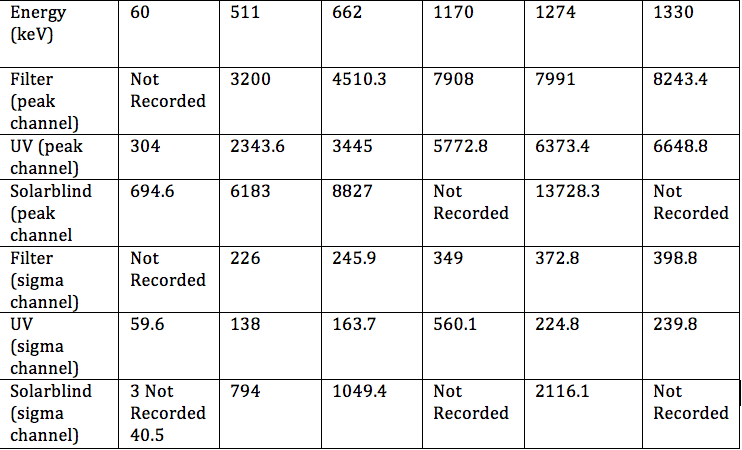 Energy (keV) 60 511 662 1170 1274 1330
Filter (peak channel) Not Recorded 3200 4510.3 7908 7991 8243.4
UV (peak channel) 304 2343.6 3445 5772.8 6373.4 6648.8
Solarblind (peak channel 694.6 6183 8827 Not Recorded 13728.3 Not Recorded
Filter (sigma channel) Not Recorded 226 245.9 349 372.8 398.8
UV (sigma channel) 59.6 138 163.7 560.1 224.8 239.8
Solarblind (sigma channel) 3 Not Recorded 40.5 794 1049.4 Not Recorded 2116.1 Not Recorded